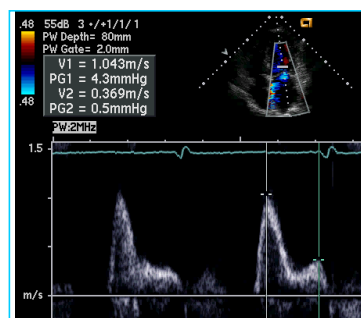 55dB 3 +/+1/1/ 1
PW Depth= 80mm
PW Gate= 2.0mm
V1 = 1.043m/s
PG1 = 4.3mmHg
V2 = 0.369m/s
PG2 = 0.5mmHg
.48
.48
PW:2MHz
1.5
m/s